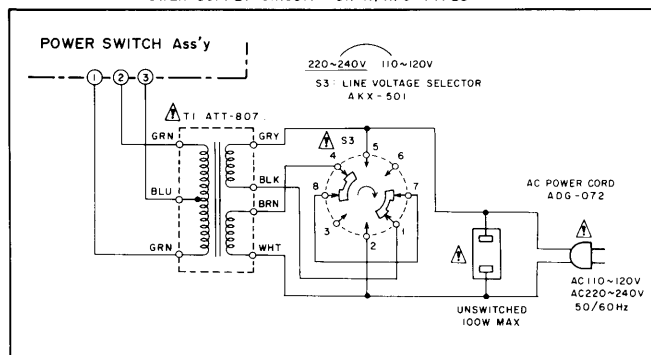 POWER SWITCH Ass'y
1 2 3
220~240V 110~120V
S3: LINE VOLTAGE SELECTOR
AKX-501
T1 ATT-807
GRN
BLU
GRN
GRY
BLK
BRN
WHT
S3
4 5 6
8 7
3 2 1
UNSWITCHED
100W MAX
AC POWER CORD
ADG-072
AC110~120V
AC220~240V
50/60Hz